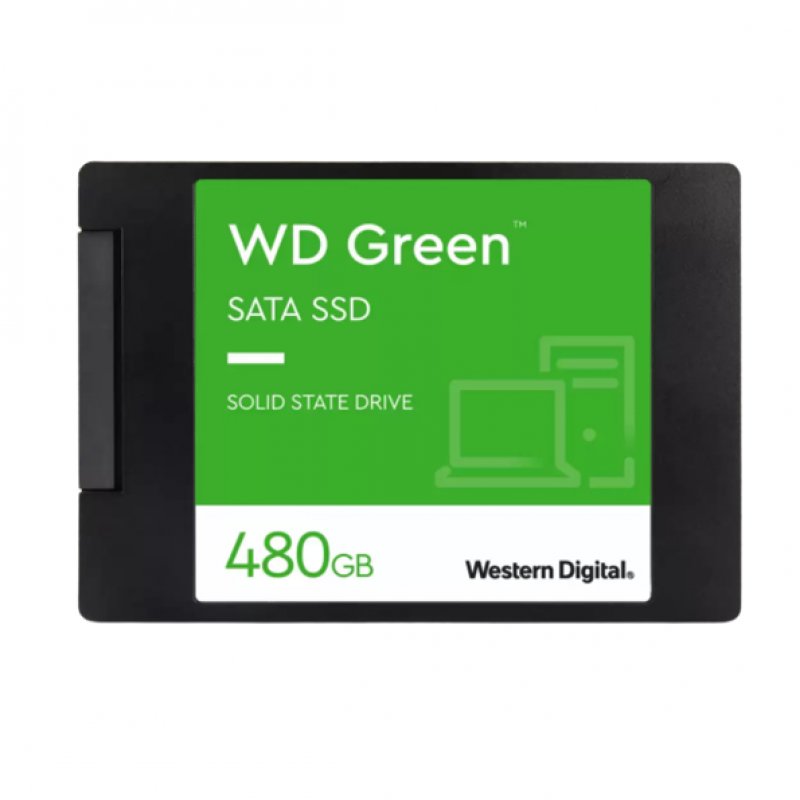 WD Green™
SATA SSD
SOLID STATE DRIVE
480GB
Western Digital®